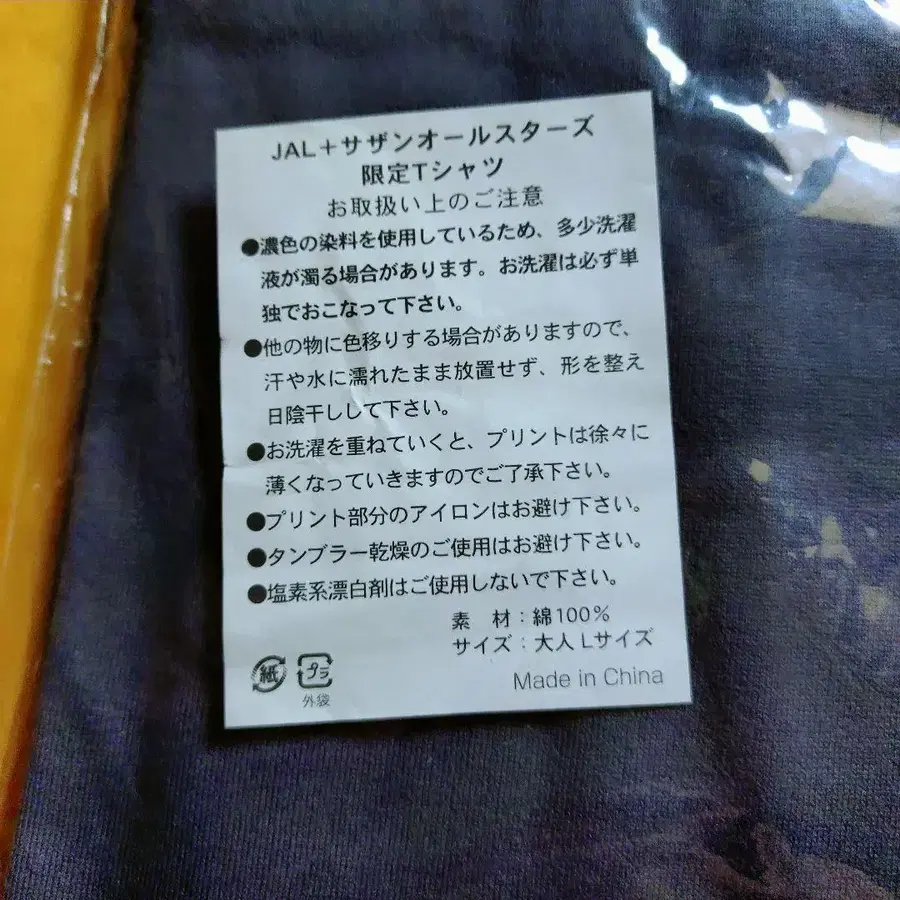 JAL＋サザンオールスターズ
限定Tシャツ
お取扱い上のご注意
●濃色の染料を使用しているため、多少洗濯
液が濁る場合があります。お洗濯は必ず単
独でおこなって下さい。
●他の物に色移りする場合がありますので、
汗や水に濡れたまま放置せず、形を整え
日陰干しして下さい。
●お洗濯を重ねていくと、プリントは徐々に
薄くなっていきますのでご了承下さい。
●プリント部分のアイロンはお避け下さい。
●タンブラー乾燥のご使用はお避け下さい。
●塩素系漂白剤はご使用しないで下さい。
素　材：綿100％
サイズ：大人 Lサイズ
紙 プラ
外袋
Made in China